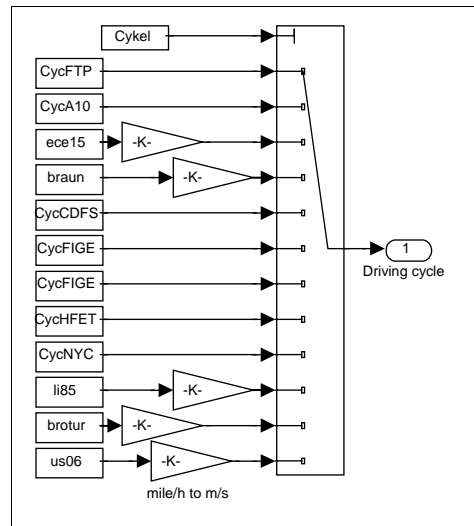 Cykel
CycFTP
CycA10
ece15
-K-
braun
-K-
CycCDFS
CycFIGE
1
Driving cycle
CycFIGE
CycHFET
CycNYC
li85
-K-
brotur
-K-
us06
-K-
mile/h to m/s